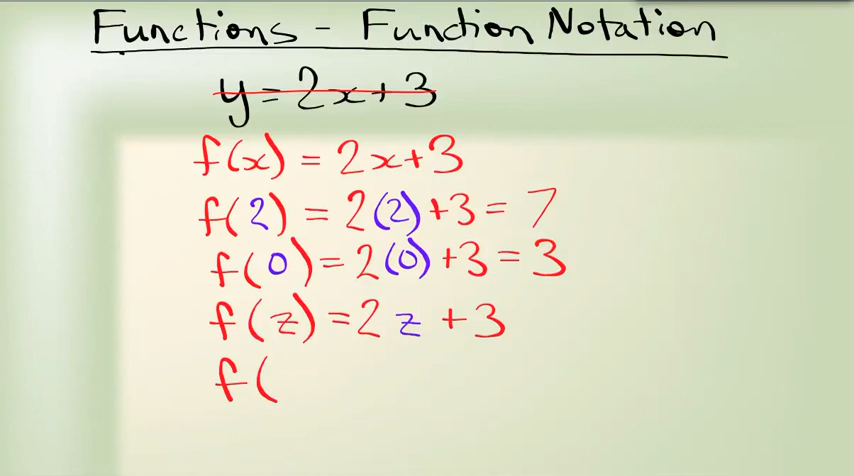 Functions - Function Notation
y = 2x + 3
f(x) = 2x+3
f(2) = 2(2) +3 = 7
f(0) = 2(0) +3 = 3
f(z) = 2z +3
f(